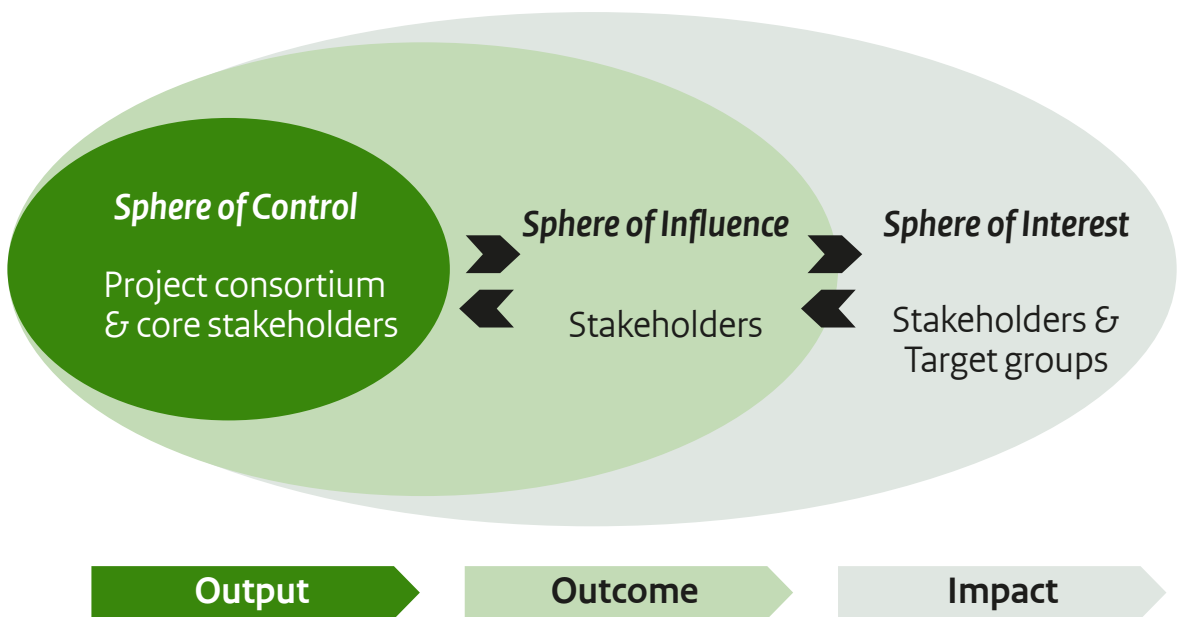 Sphere of Control
Project consortium
& core stakeholders
Sphere of Influence
Stakeholders
Sphere of Interest
Stakeholders &
Target groups
Output
Outcome
Impact